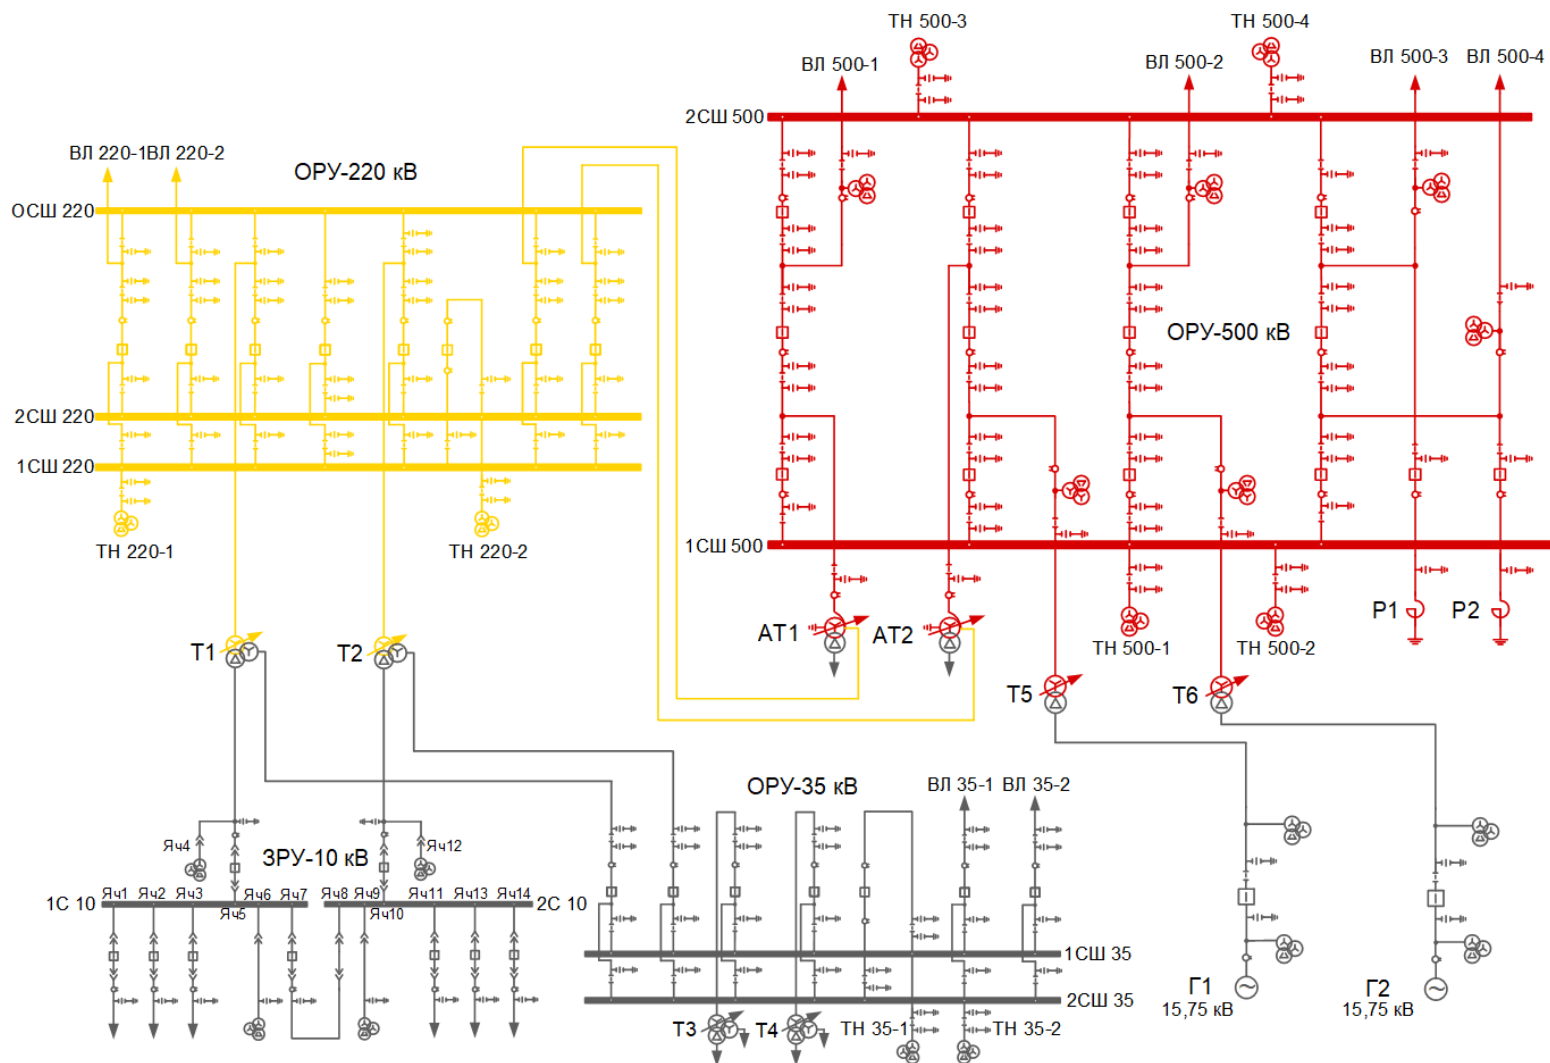 ТН 500-3
ТН 500-4
ВЛ 500-1
ВЛ 500-2
ВЛ 500-3
ВЛ 500-4
2СШ 500
ВЛ 220-1
ВЛ 220-2
ОРУ-220 кВ
0СШ 220
ОРУ-500 кВ
2СШ 220
1СШ 220
ТН 220-1
ТН 220-2
1СШ 500
АТ1
АТ2
ТН 500-1
ТН 500-2
Р1
Р2
Т1
Т2
Т5
Т6
ОРУ-35 кВ
ВЛ 35-1
ВЛ 35-2
Яч4
ЗРУ-10 кВ
Яч12
1С 10
Яч1
Яч2
Яч3
Яч5
Яч6
Яч7
Яч8
Яч9
Яч10
Яч11
Яч13
Яч14
2С 10
1СШ 35
2СШ 35
Т3
Т4
ТН 35-1
ТН 35-2
Г1
15,75 кВ
Г2
15,75 кВ